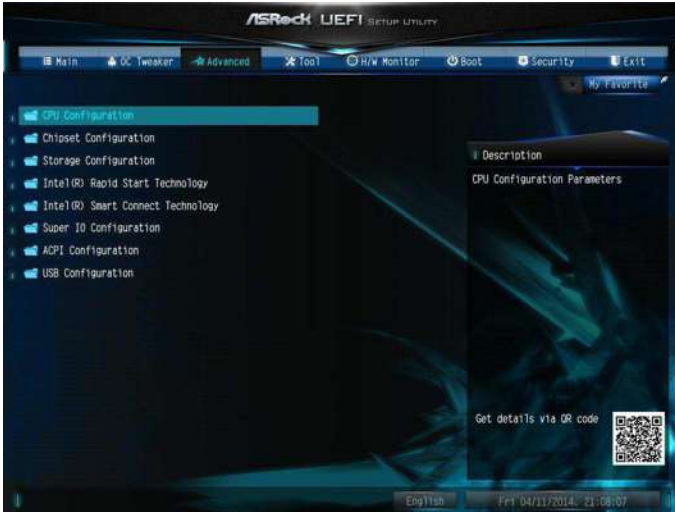 ASRock UEFI SETUP UTILITY
Main OC Tweaker Advanced Tool H/W Monitor Boot Security Exit
My Favorite
CPU Configuration
Chipset Configuration
Storage Configuration
Intel(R) Rapid Start Technology
Intel(R) Smart Connect Technology
Super IO Configuration
ACPI Configuration
USB Configuration
Description
CPU Configuration Parameters
Get details via QR code
English Fri 04/11/2014. 21:08:07